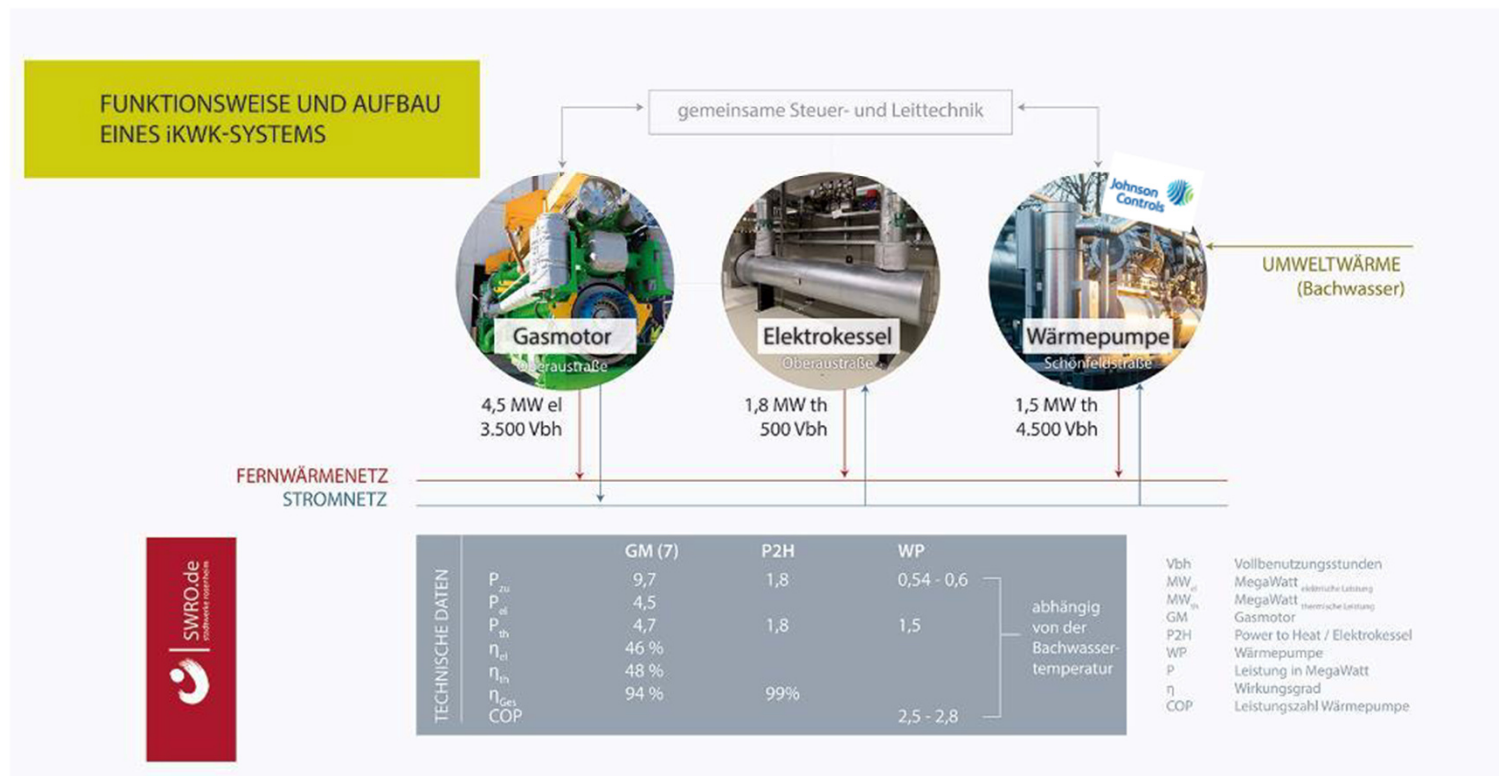 FUNKTIONSWEISE UND AUFBAU
EINES iKWK-SYSTEMS
gemeinsame Steuer- und Leittechnik
Johnson
Controls
UMWELTWÄRME
(Bachwasser)
Gasmotor
Oberaustraße
Elektrokessel
Oberaustraße
Wärmepumpe
Schönfeldstraße
4,5 MW el
3.500 Vbh
1,8 MW th
500 Vbh
1,5 MW th
4.500 Vbh
FERNWÄRMENETZ
STROMNETZ
SWRO.de
stadtwerke rosenheim
TECHNISCHE DATEN
GM (7) P2H WP
Pzu 9,7 1,8 0,54 - 0,6
Pel 4,5
Pth 4,7 1,8 1,5
ηel 46 %
ηth 48 %
ηGes 94 % 99%
COP 2,5 - 2,8
abhängig
von der
Bachwasser-
temperatur
Vbh Vollbenutzungsstunden
MWel MegaWatt elektrische Leistung
MWth MegaWatt thermische Leistung
GM Gasmotor
P2H Power to Heat / Elektrokessel
WP Wärmepumpe
P Leistung in MegaWatt
η Wirkungsgrad
COP Leistungszahl Wärmepumpe